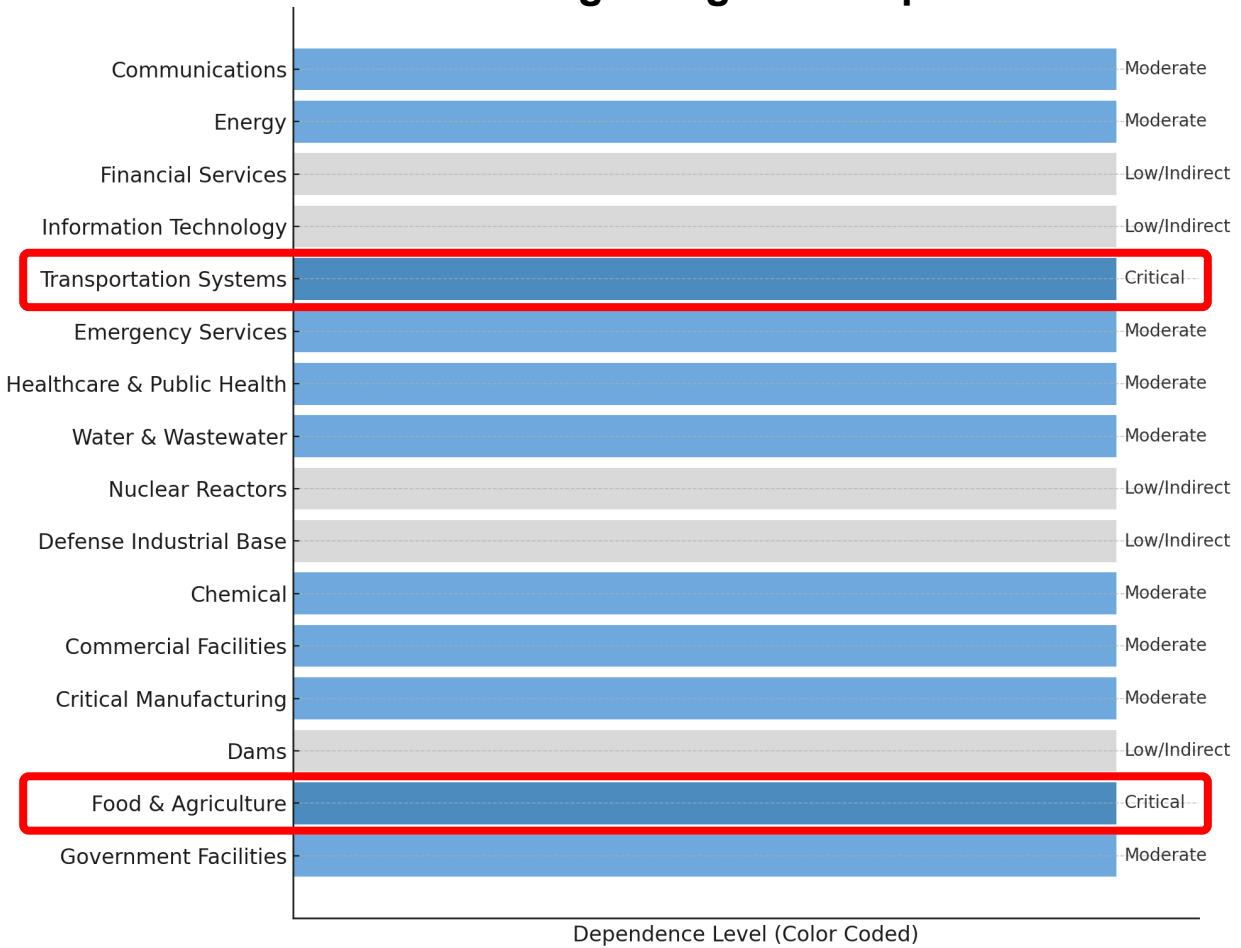 Communications Moderate
Energy Moderate
Financial Services Low/Indirect
Information Technology Low/Indirect
Transportation Systems Critical
Emergency Services Moderate
Healthcare & Public Health Moderate
Water & Wastewater Moderate
Nuclear Reactors Low/Indirect
Defense Industrial Base Low/Indirect
Chemical Moderate
Commercial Facilities Moderate
Critical Manufacturing Moderate
Dams Low/Indirect
Food & Agriculture Critical
Government Facilities Moderate
Dependence Level (Color Coded)